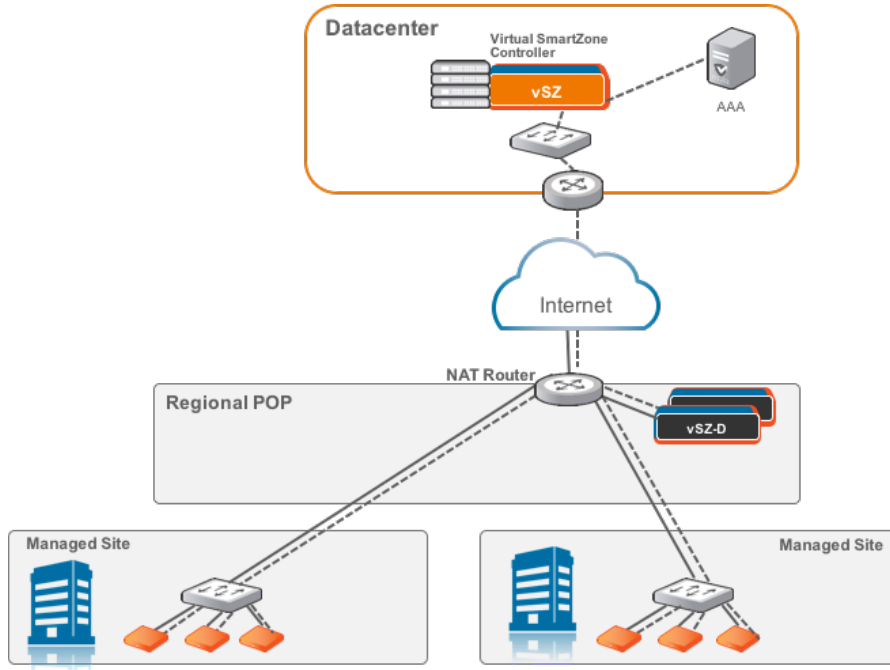 Datacenter
Virtual SmartZone
Controller
vSZ
AAA
Internet
NAT Router
Regional POP
vSZ-D
Managed Site
Managed Site